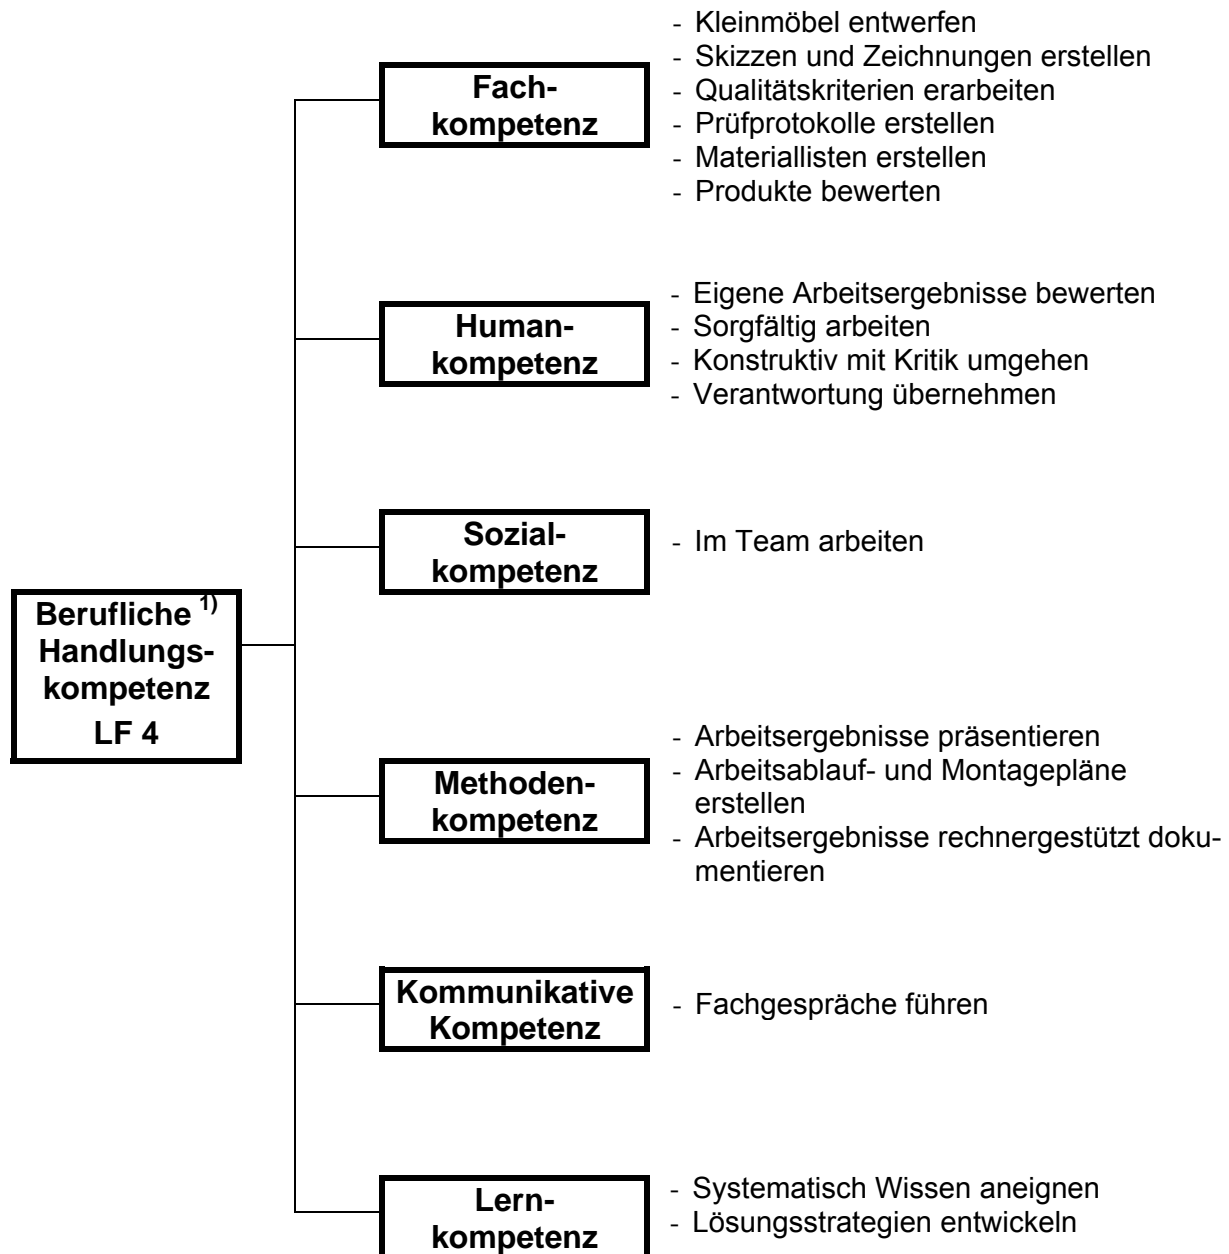 - Kleinmöbel entwerfen
- Skizzen und Zeichnungen erstellen
Fach-
kompetenz
- Qualitätskriterien erarbeiten
- Prüfprotokolle erstellen
- Materiallisten erstellen
- Produkte bewerten
Human-
kompetenz
- Eigene Arbeitsergebnisse bewerten
- Sorgfältig arbeiten
- Konstruktiv mit Kritik umgehen
- Verantwortung übernehmen
Sozial-
kompetenz
- Im Team arbeiten
Berufliche 1)
Handlungs-
kompetenz
LF 4
Methoden-
kompetenz
- Arbeitsergebnisse präsentieren
- Arbeitsablauf- und Montagepläne
erstellen
- Arbeitsergebnisse rechnergestützt doku-
mentieren
Kommunikative
Kompetenz
- Fachgespräche führen
Lern-
kompetenz
- Systematisch Wissen aneignen
- Lösungsstrategien entwickeln